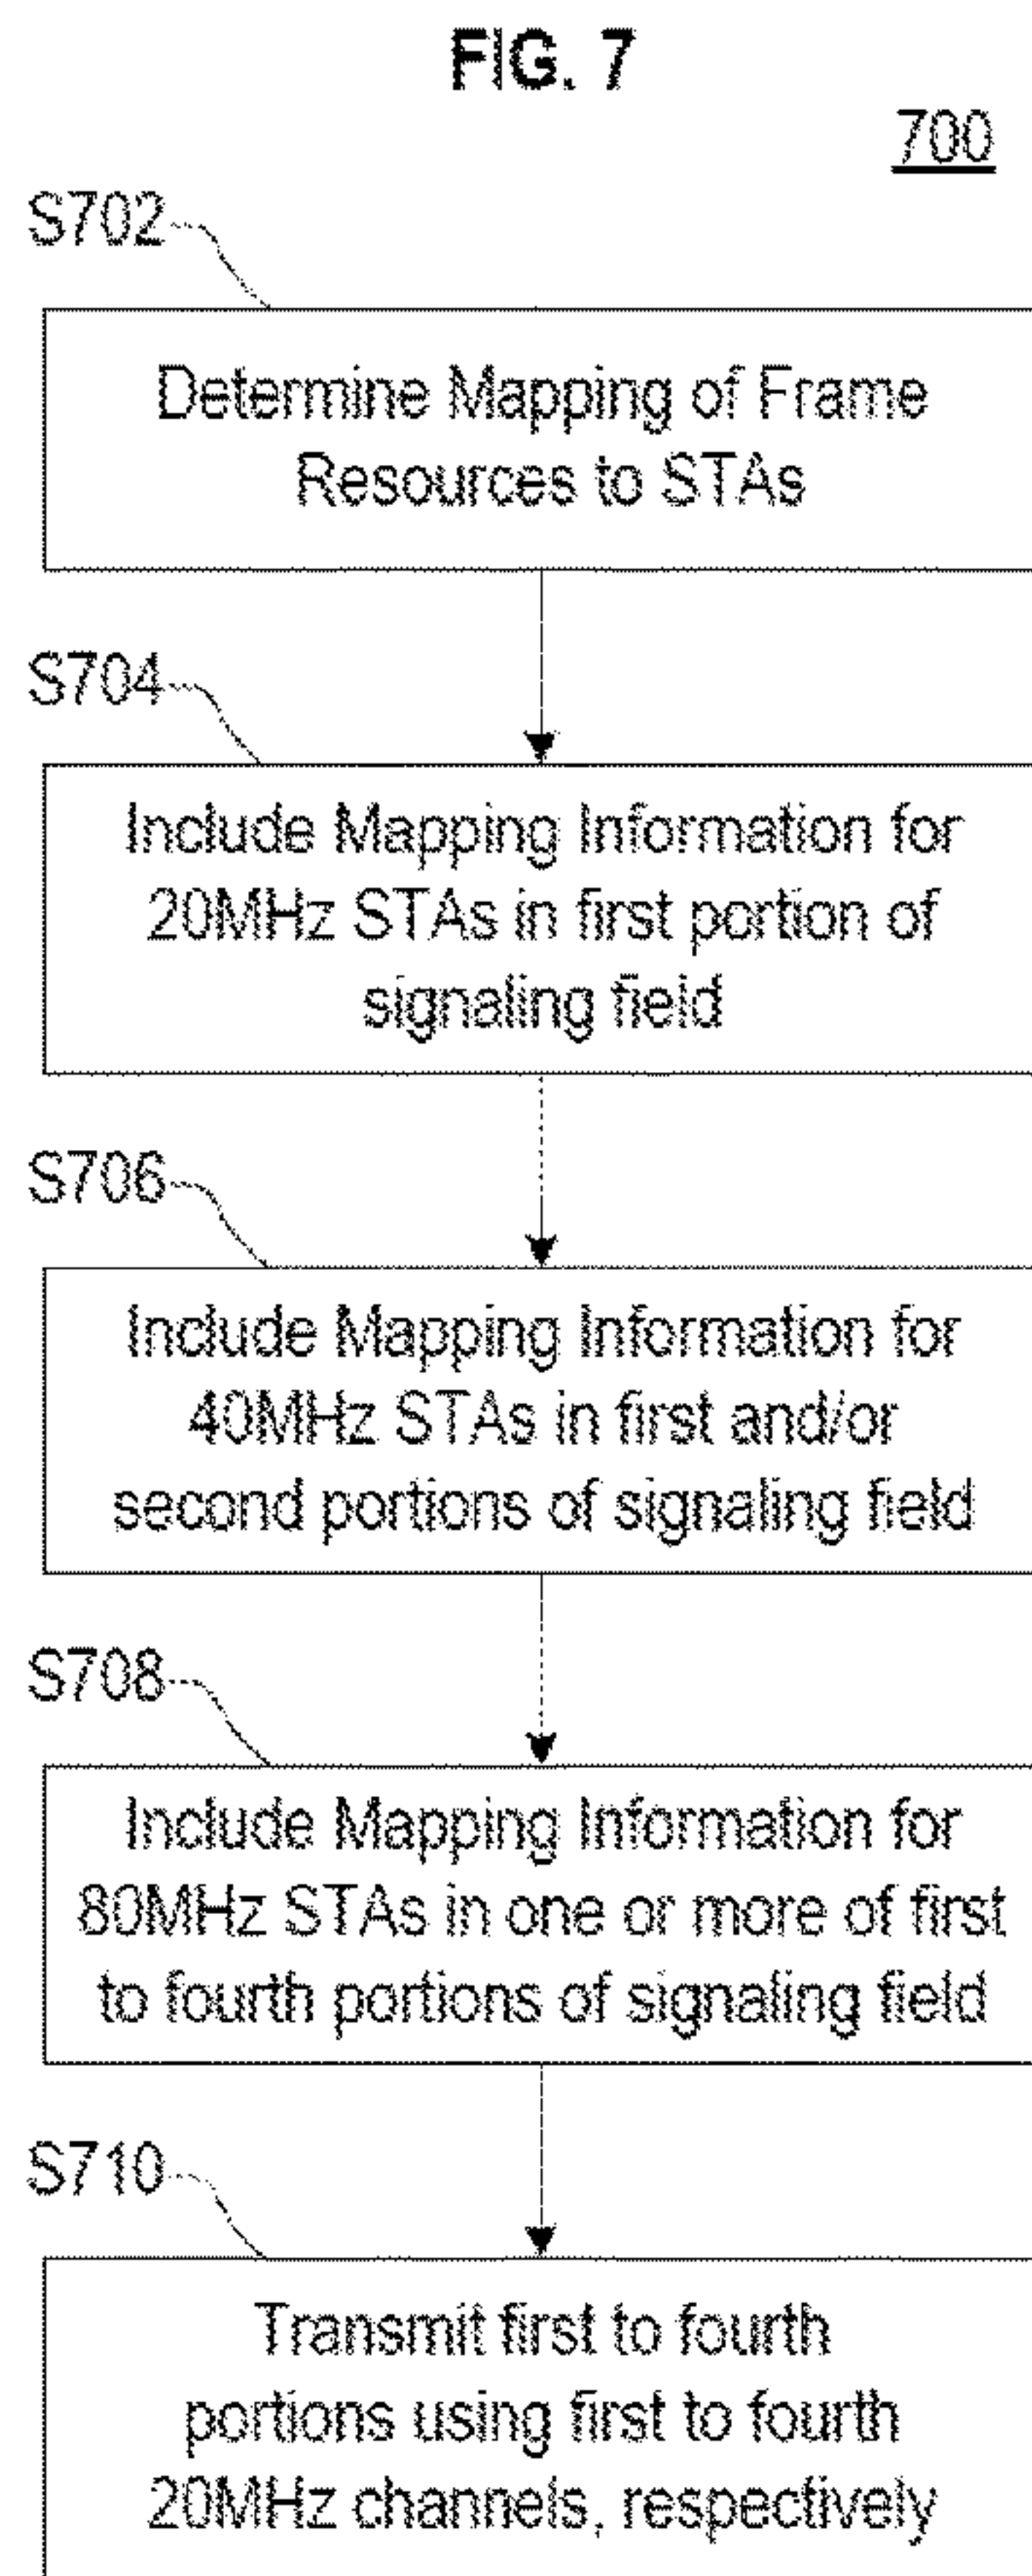 FIG. 7
700
S702
Determine Mapping of Frame
Resources to STAs
S704
Include Mapping Information for
20MHz STAs in first portion of
signaling field
S706
Include Mapping Information for
40MHz STAs in first and/or
second portions of signaling field
S708
Include Mapping Information for
80MHz STAs in one or more of first
to fourth portions of signaling field
S710
Transmit first to fourth
portions using first to fourth
20MHz channels, respectively